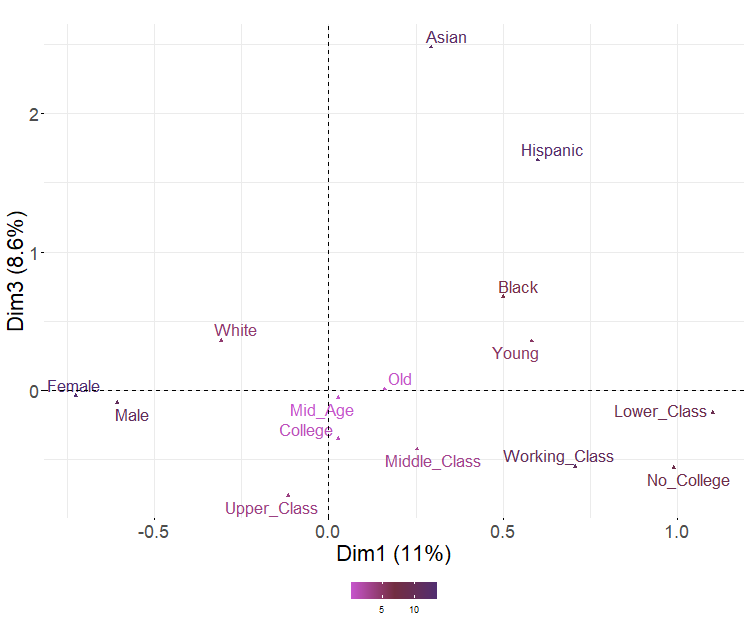 Asian
2
Hispanic
Dim3 (8.6%)
1
Black
White
Young
Old
0
Female
Mid_Age
Male
Lower_Class
College
Middle_Class
Working_Class
No_College
Upper_Class
-0.5
0.0
0.5
1.0
Dim1 (11%)
5
10